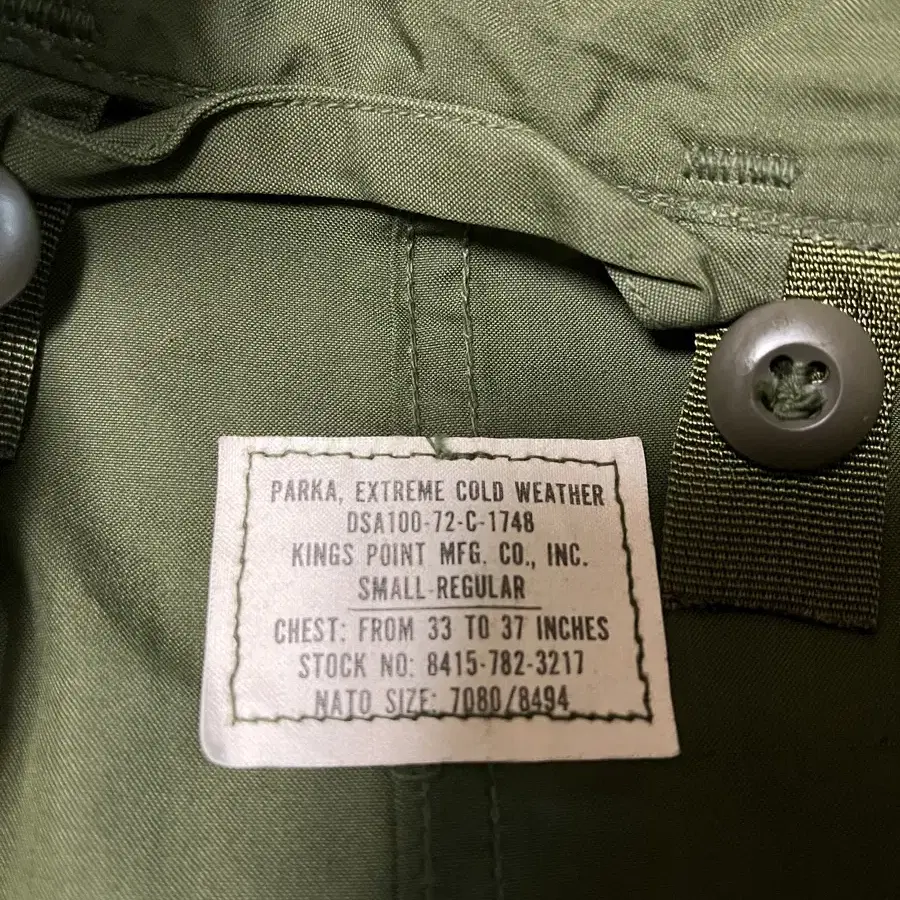 PARKA, EXTREME COLD WEATHER
DSA100-72-C-1748
KINGS POINT MFG. CO., INC.
SMALL-REGULAR
CHEST: FROM 33 TO 37 INCHES
STOCK NO: 8415-782-3217
NATO SIZE: 7080/8494